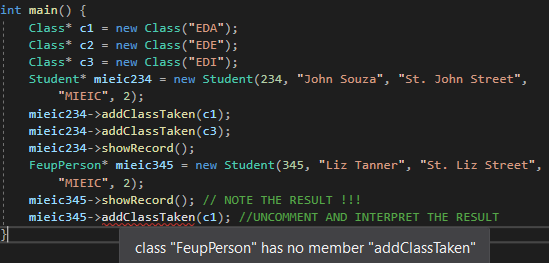 int main() {
Class* c1 = new Class("EDA");
Class* c2 = new Class("EDE");
Class* c3 = new Class("EDI");
Student* mieic234 = new Student(234, "John Souza", "St. John Street",
"MIEIC", 2);
mieic234->addClassTaken(c1);
mieic234->addClassTaken(c3);
mieic234->showRecord();
FeupPerson* mieic345 = new Student(345, "Liz Tanner", "St. Liz Street",
"MIEIC", 2);
mieic345->showRecord(); // NOTE THE RESULT !!!
mieic345->addClassTaken(c1); //UNCOMMENT AND INTERPRET THE RESULT
}
class "FeupPerson" has no member "addClassTaken"